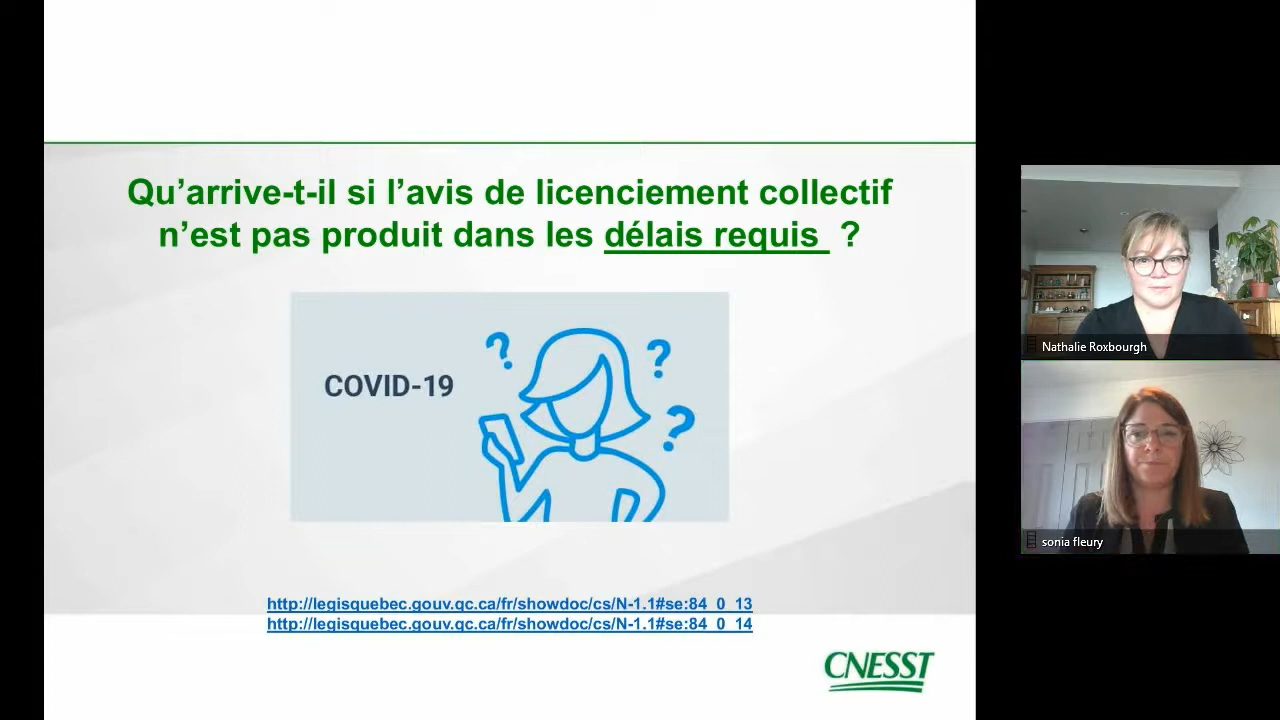 Qu’arrive-t-il si l’avis de licenciement collectif
n’est pas produit dans les délais requis ?
?
?
?
COVID-19
http://legisquebec.gouv.qc.ca/fr/showdoc/cs/N-1.1#se:84_0_13
http://legisquebec.gouv.qc.ca/fr/showdoc/cs/N-1.1#se:84_0_14
CNESST
Nathalie Roxbourgh
sonia fleury